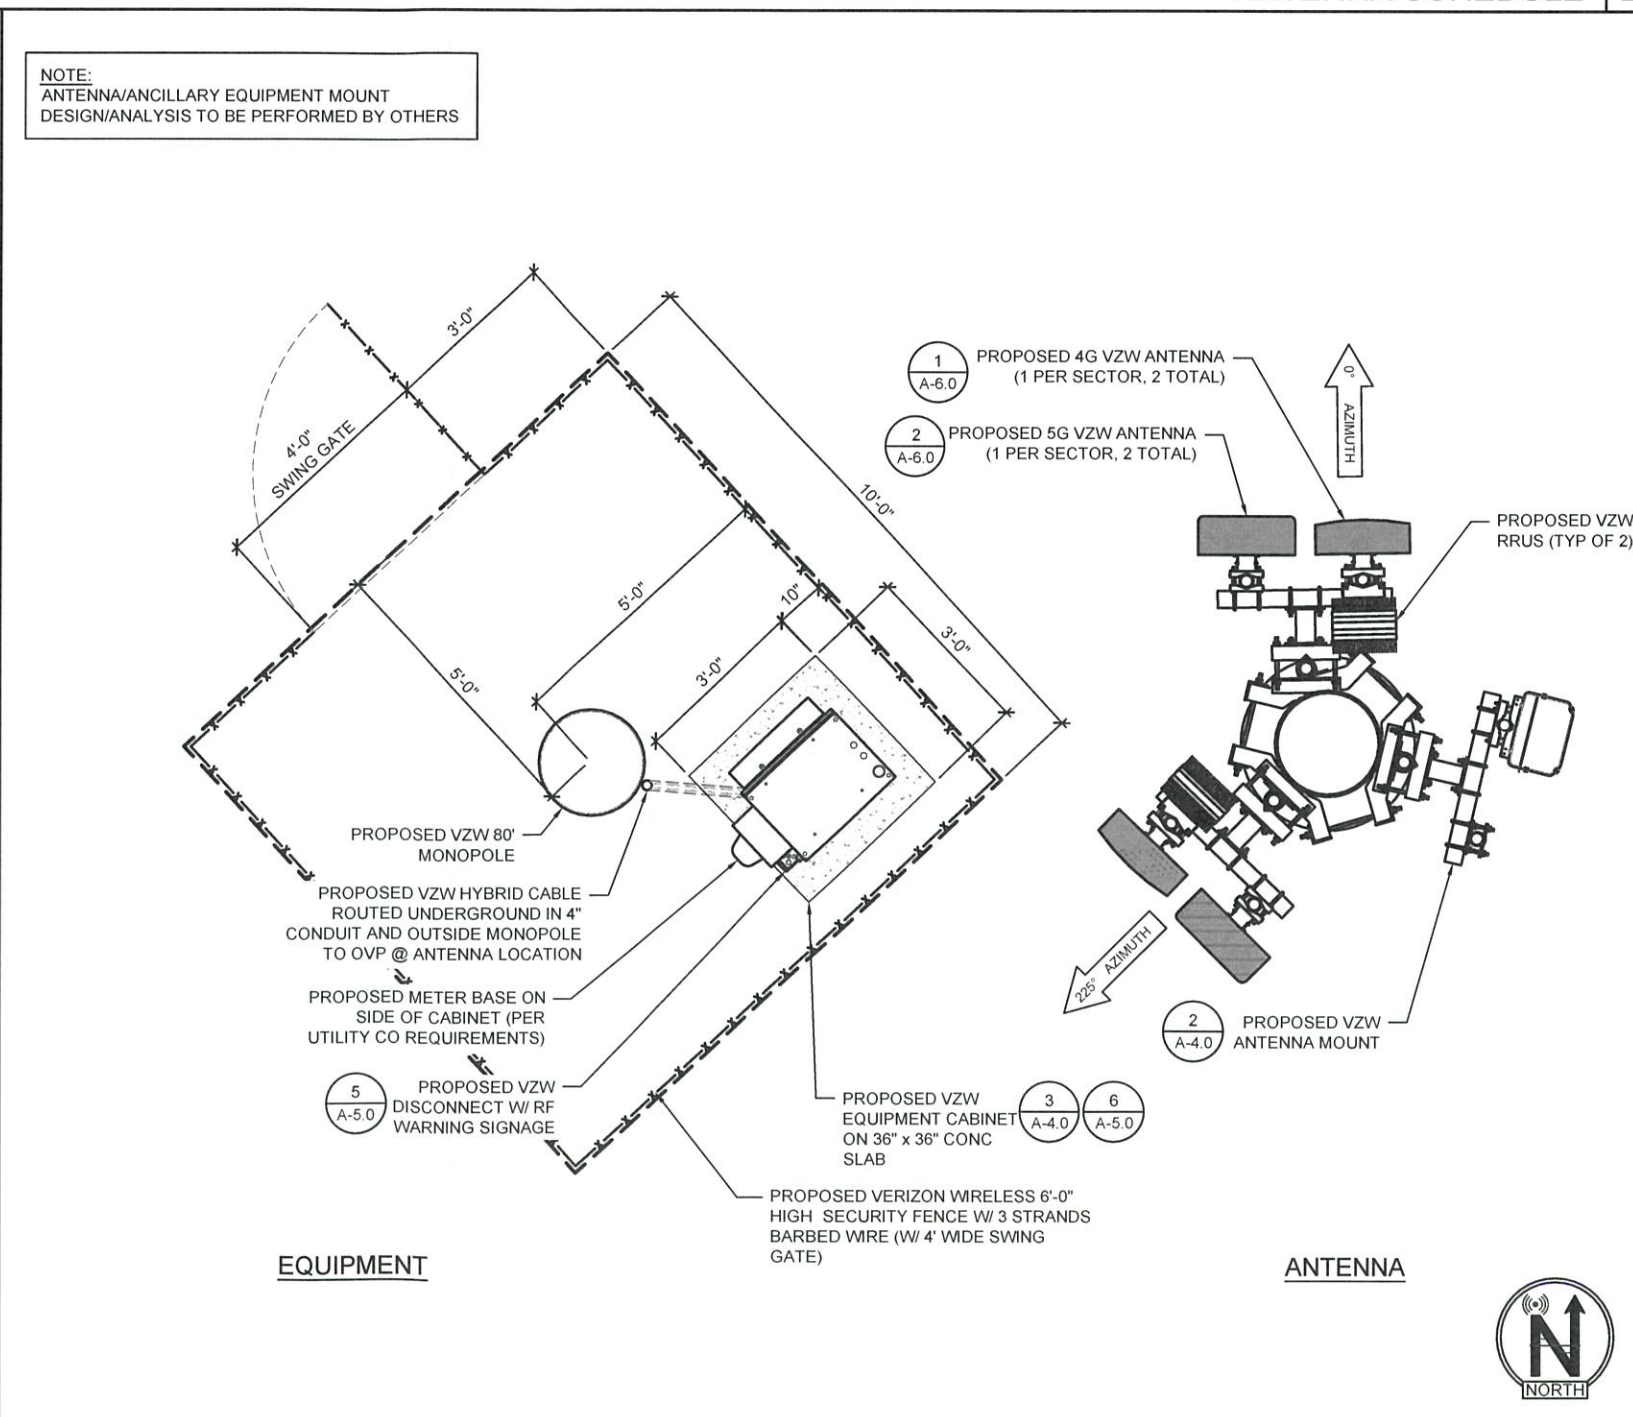 NOTE:
ANTENNA/ANCILLARY EQUIPMENT MOUNT
DESIGN/ANALYSIS TO BE PERFORMED BY OTHERS
3'-0"
4'-0"
SWING GATE
10'-0"
5'-0"
10"
3'-0"
3'-0"
5'-0"
1
A-6.0
PROPOSED 4G VZW ANTENNA
(1 PER SECTOR, 2 TOTAL)
2
A-6.0
PROPOSED 5G VZW ANTENNA
(1 PER SECTOR, 2 TOTAL)
0° AZIMUTH
PROPOSED VZW
RRUS (TYP OF 2)
PROPOSED VZW 80'
MONOPOLE
PROPOSED VZW HYBRID CABLE
ROUTED UNDERGROUND IN 4"
CONDUIT AND OUTSIDE MONOPOLE
TO OVP @ ANTENNA LOCATION
PROPOSED METER BASE ON
SIDE OF CABINET (PER
UTILITY CO REQUIREMENTS)
5
A-5.0
PROPOSED VZW
DISCONNECT W/ RF
WARNING SIGNAGE
225° AZIMUTH
2
A-4.0
PROPOSED VZW
ANTENNA MOUNT
PROPOSED VZW
EQUIPMENT CABINET
ON 36" x 36" CONC
SLAB
3
A-4.0
6
A-5.0
PROPOSED VERIZON WIRELESS 6'-0"
HIGH SECURITY FENCE W/ 3 STRANDS
BARBED WIRE (W/ 4' WIDE SWING
GATE)
EQUIPMENT
ANTENNA
N
NORTH